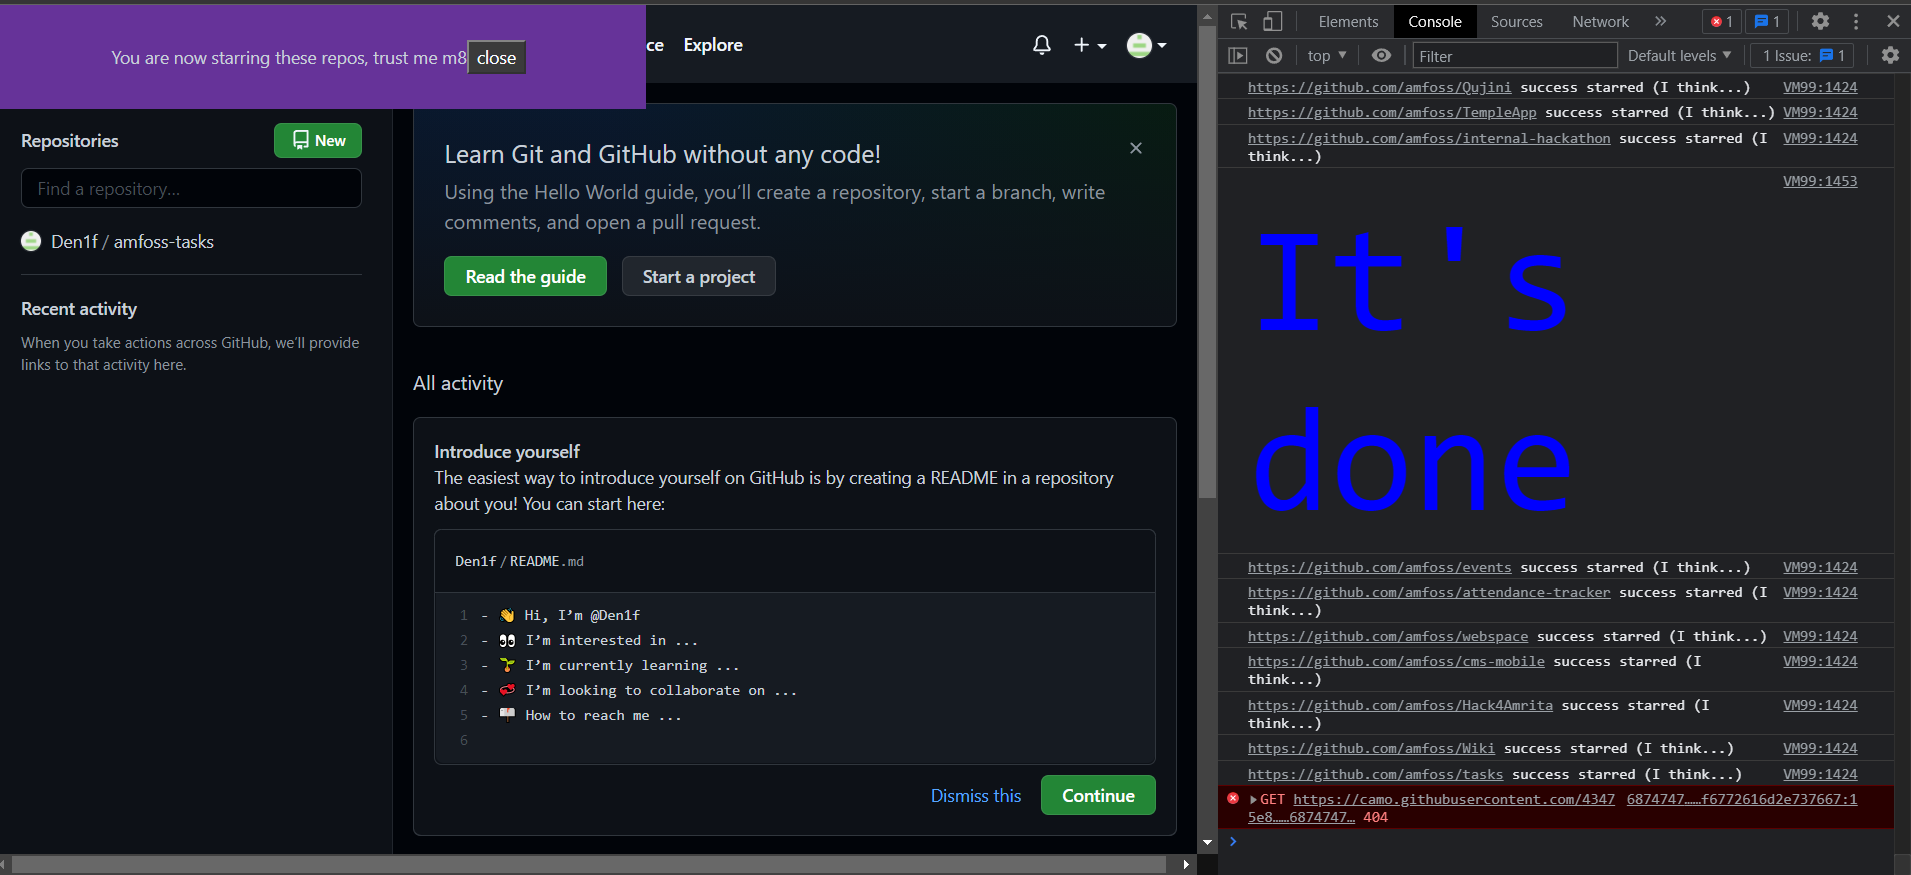 You are now starring these repos, trust me m8 close
ce Explore
Repositories New
Find a repository...
Den1f / amfoss-tasks
Recent activity
When you take actions across GitHub, we’ll provide
links to that activity here.
Learn Git and GitHub without any code!
Using the Hello World guide, you’ll create a repository, start a branch, write
comments, and open a pull request.
Read the guide Start a project
All activity
Introduce yourself
The easiest way to introduce yourself on GitHub is by creating a README in a repository
about you! You can start here:
Den1f / README.md
1 - 👋 Hi, I’m @Den1f
2 - 👀 I’m interested in ...
3 - 🌱 I’m currently learning ...
4 - 💞️ I’m looking to collaborate on ...
5 - 📫 How to reach me ...
6
Dismiss this Continue
Elements Console Sources Network » 1 1
top Filter Default levels 1 Issue: 1
https://github.com/amfoss/Qujini success starred (I think...) VM99:1424
https://github.com/amfoss/TempleApp success starred (I think...) VM99:1424
https://github.com/amfoss/internal-hackathon success starred (I VM99:1424
think...)
VM99:1453
It's
done
https://github.com/amfoss/events success starred (I think...) VM99:1424
https://github.com/amfoss/attendance-tracker success starred (I VM99:1424
think...)
https://github.com/amfoss/webspace success starred (I think...) VM99:1424
https://github.com/amfoss/cms-mobile success starred (I VM99:1424
think...)
https://github.com/amfoss/Hack4Amrita success starred (I VM99:1424
think...)
https://github.com/amfoss/Wiki success starred (I think...) VM99:1424
https://github.com/amfoss/tasks success starred (I think...) VM99:1424
GET https://camo.githubusercontent.com/4347 6874747……f6772616d2e737667:1
5e8……6874747… 404